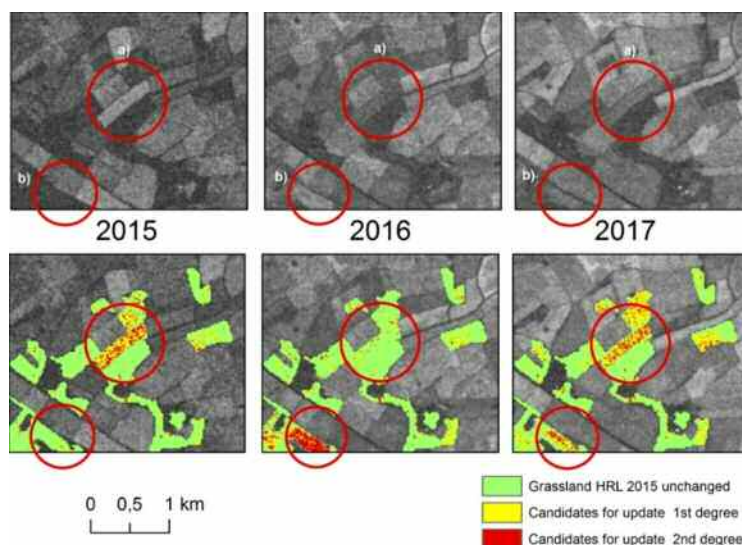 a) a) a)
b) b) b)
2015 2016 2017
0 0,5 1 km
Grassland HRL 2015 unchanged
Candidates for update 1st degree
Candidates for update 2nd degree